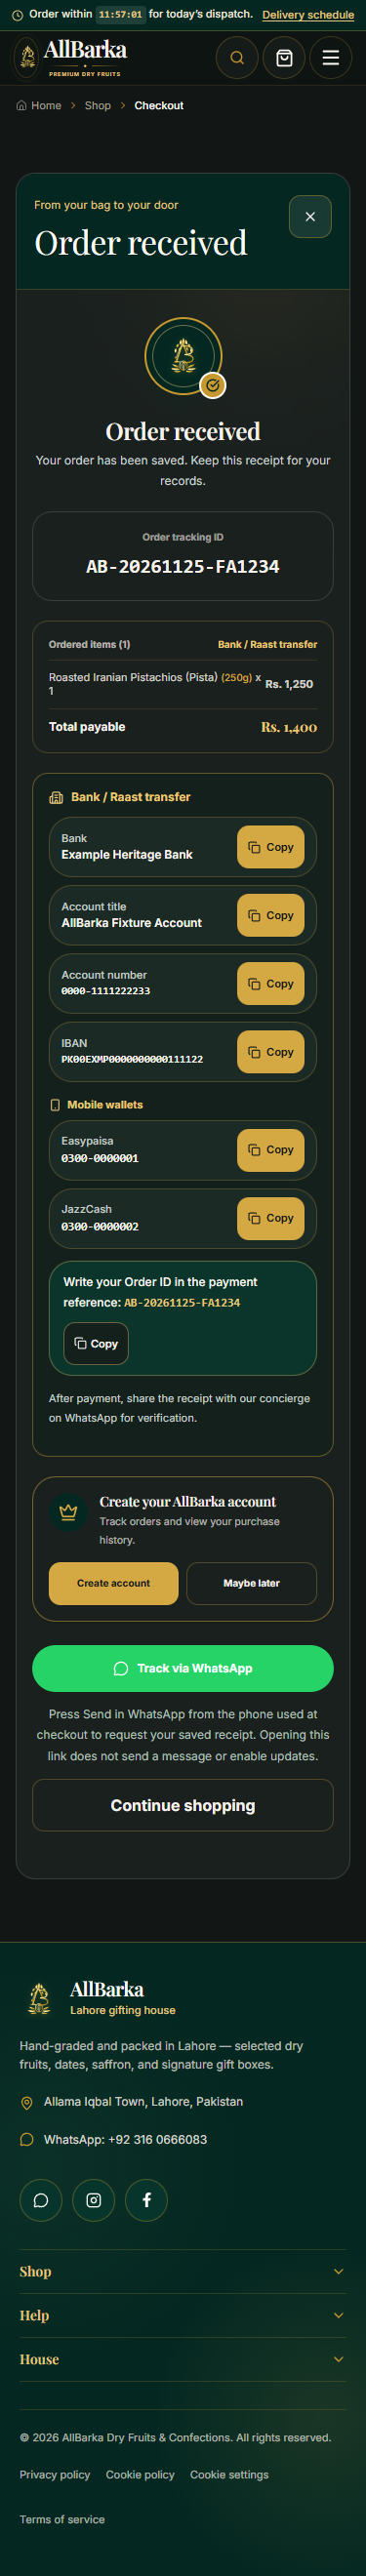 Order within 11:57:01 for today's dispatch. Delivery schedule
AllBarka
PREMIUM DRY FRUITS
Home > Shop > Checkout
From your bag to your door
Order received
Order received
Your order has been saved. Keep this receipt for your
records.
Order tracking ID
AB-20261125-FA1234
Ordered items (1) Bank / Raast transfer
Roasted Iranian Pistachios (Pista) (250g) x
1 Rs. 1,250
Total payable Rs. 1,400
Bank / Raast transfer
Bank
Example Heritage Bank
Copy
Account title
AllBarka Fixture Account
Copy
Account number
0000-1111222233
Copy
IBAN
PK00EXMP0000000000111122
Copy
Mobile wallets
Easypaisa
0300-0000001
Copy
JazzCash
0300-0000002
Copy
Write your Order ID in the payment
reference: AB-20261125-FA1234
Copy
After payment, share the receipt with our concierge
on WhatsApp for verification.
Create your AllBarka account
Track orders and view your purchase
history.
Create account Maybe later
Track via WhatsApp
Press Send in WhatsApp from the phone used at
checkout to request your saved receipt. Opening this
link does not send a message or enable updates.
Continue shopping
AllBarka
Lahore gifting house
Hand-graded and packed in Lahore — selected dry
fruits, dates, saffron, and signature gift boxes.
Allama Iqbal Town, Lahore, Pakistan
WhatsApp: +92 316 0666083
Shop
Help
House
© 2026 AllBarka Dry Fruits & Confections. All rights reserved.
Privacy policy Cookie policy Cookie settings
Terms of service